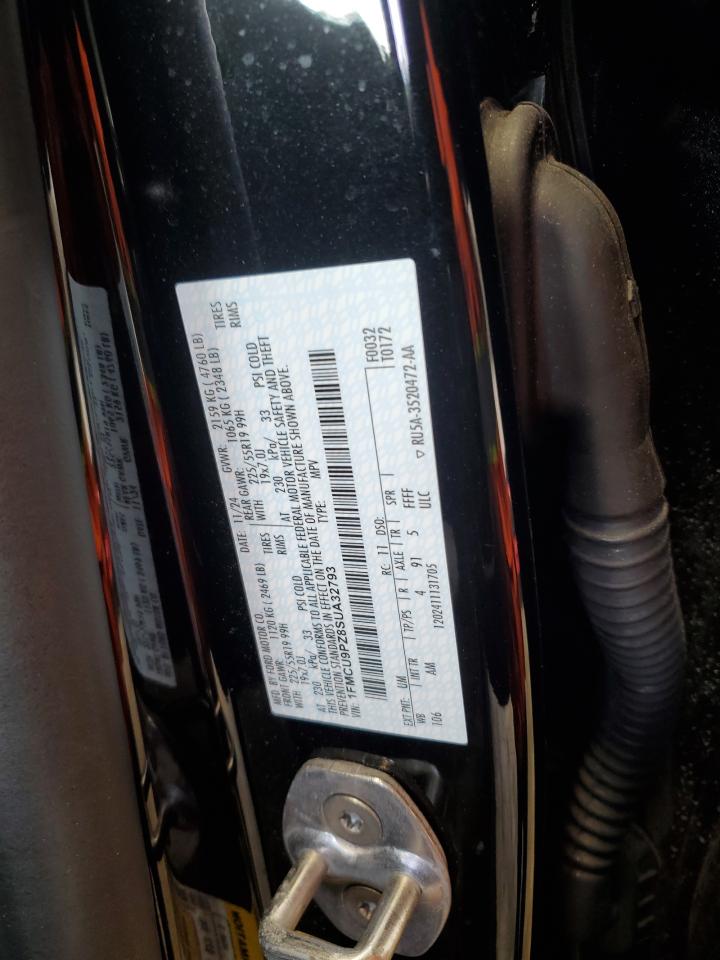 MFD. BY FORD MOTOR CO.
DATE: 11/24 GVWR: 2159 KG ( 4760 LB)
FRONT GAWR: 1120 KG (2469 LB) REAR GAWR: 1065 KG ( 2348 LB)
WITH 225/55R19 99H TIRES WITH 225/55R19 99H TIRES
19x7.0J RIMS 19x7.0J RIMS
AT 230 kPa/ 33 PSI COLD AT 230 kPa/ 33 PSI COLD
THIS VEHICLE CONFORMS TO ALL APPLICABLE FEDERAL MOTOR VEHICLE SAFETY AND THEFT
PREVENTION STANDARDS IN EFFECT ON THE DATE OF MANUFACTURE SHOWN ABOVE.
VIN: 1FMCU9PZ8SUA32793 TYPE: MPV
F0032
T0172
EXT PNT: UM RC: 11 DSO:
WB INT TR TP/PS R AXLE TR SPR
106 AM 4 91 5 FFFF
120241131705 ULC
▽ RU5A-3520472-AA